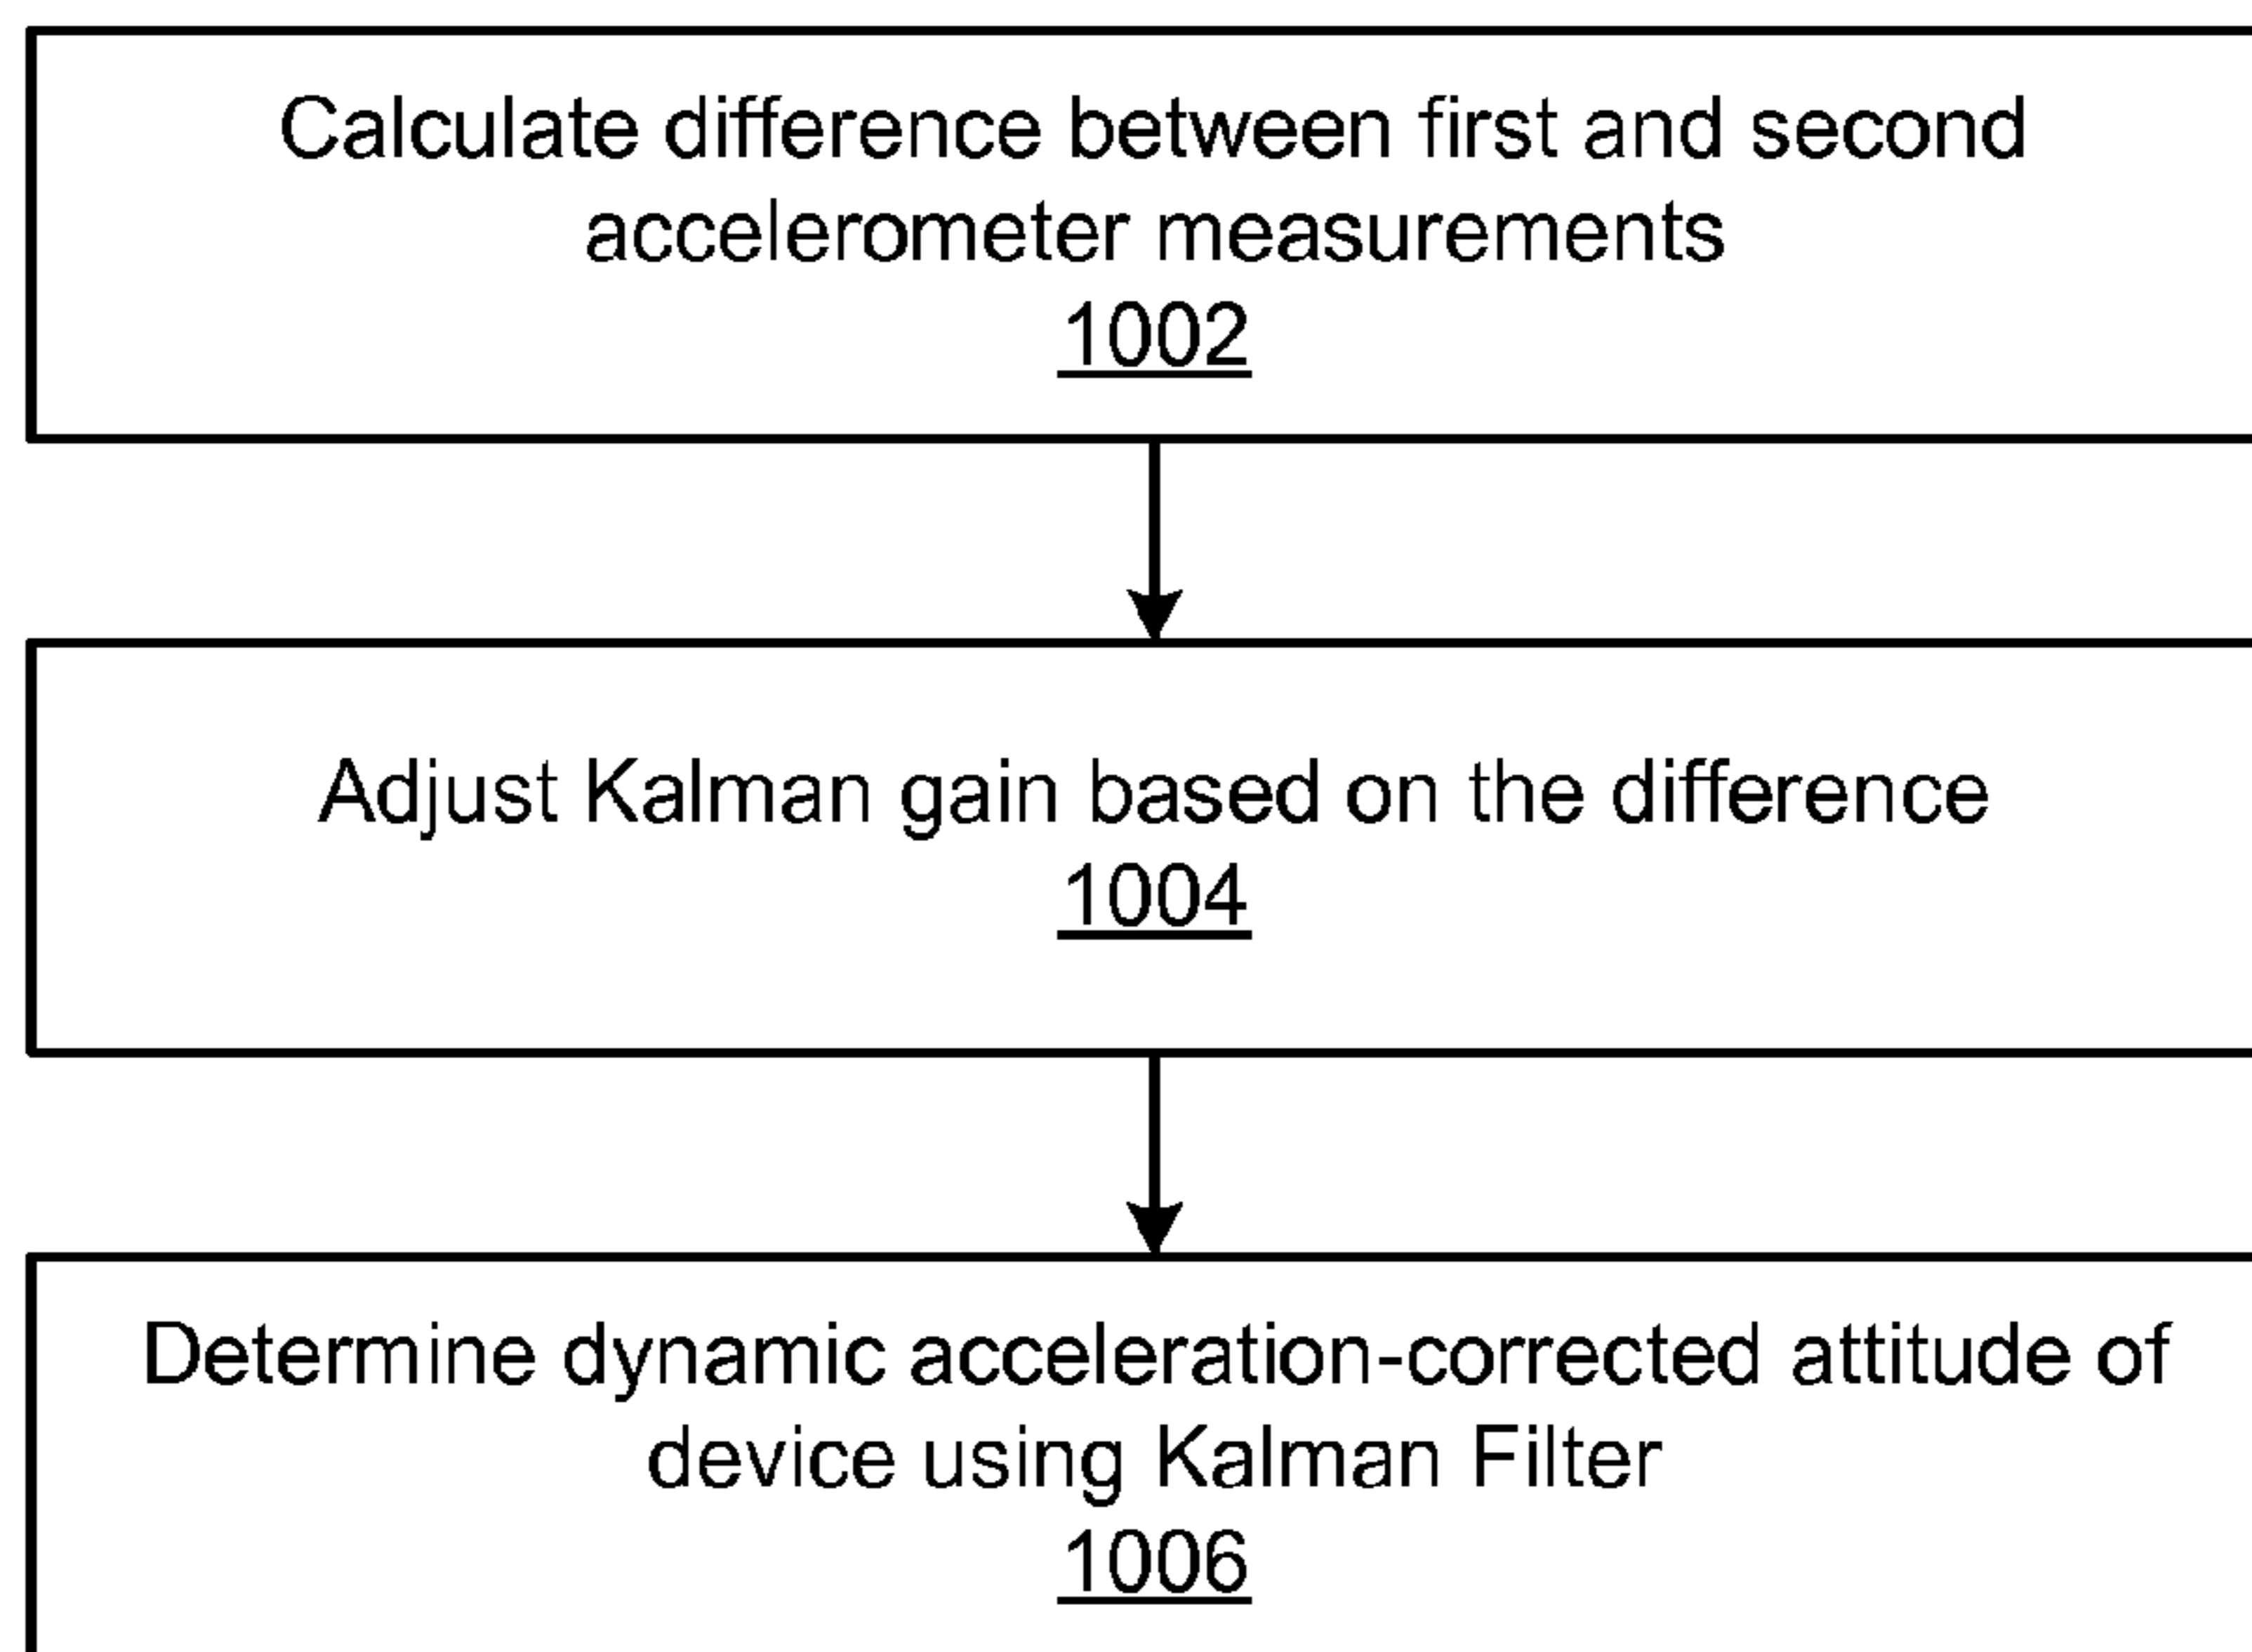 Calculate difference between first and second
accelerometer measurements
1002
Adjust Kalman gain based on the difference
1004
Determine dynamic acceleration-corrected attitude of
device using Kalman Filter
1006